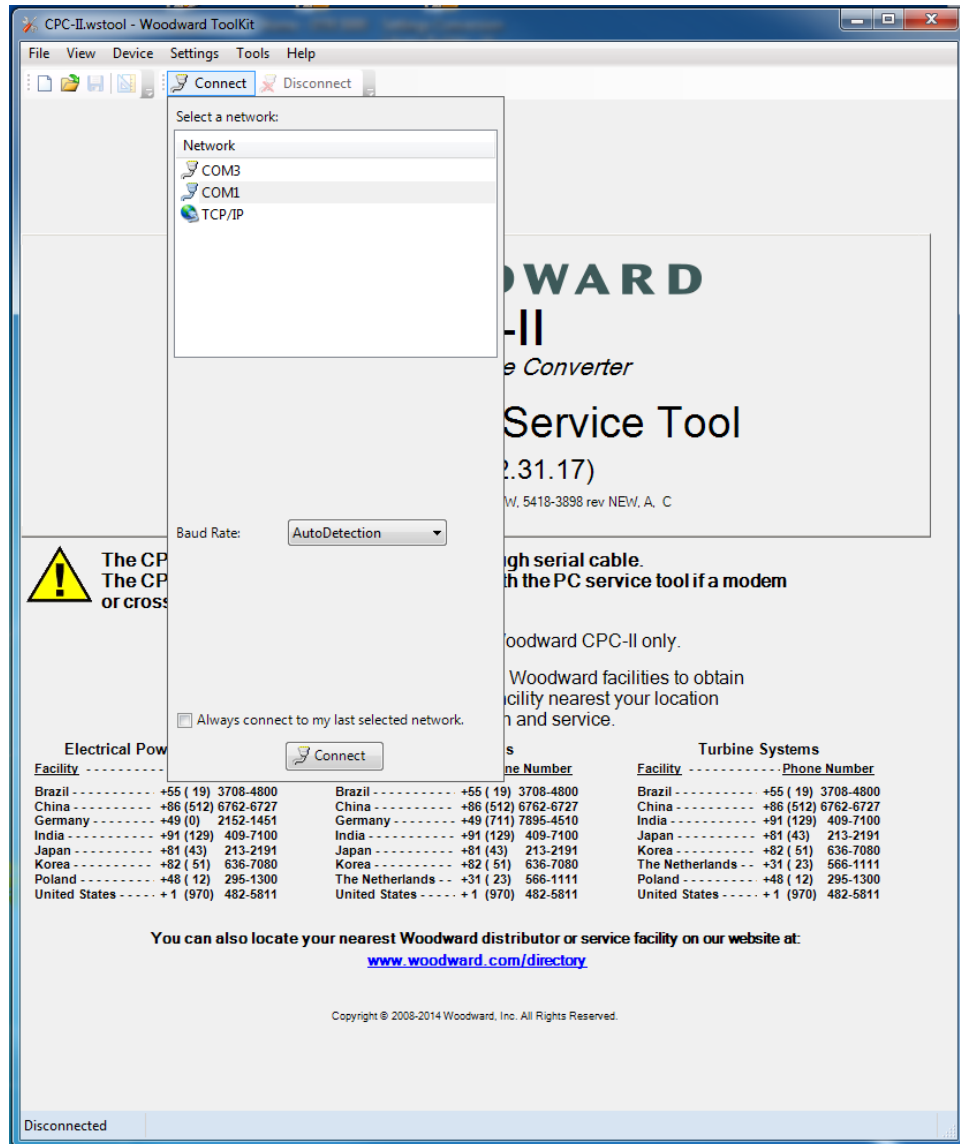 CPC-II.wstool - Woodward ToolKit
File View Device Settings Tools Help
Connect Disconnect
Select a network:
Network
COM3
COM1
TCP/IP
WARD
-II
e Converter
Service Tool
2.31.17)
W, 5418-3898 rev NEW, A, C
Baud Rate: AutoDetection
The CP
gh serial cable.
The CP
th the PC service tool if a modem
or cross
Woodward CPC-II only.
Woodward facilities to obtain
facility nearest your location
n and service.
Always connect to my last selected network.
Connect
Electrical Pow
s
Turbine Systems
Facility - - - - - - - - - -
ne Number
Facility - - - - - - - - - - - - Phone Number
Brazil - - - - - - - - - - - +55 ( 19) 3708-4800
China - - - - - - - - - - - +86 (512) 6762-6727
Germany - - - - - - - - +49 (0) 2152-1451
India - - - - - - - - - - - +91 (129) 409-7100
Japan - - - - - - - - - - +81 (43) 213-2191
Korea - - - - - - - - - - +82 ( 51) 636-7080
Poland - - - - - - - - - +48 ( 12) 295-1300
United States - - - - - + 1 (970) 482-5811
Brazil - - - - - - - - - - - +55 ( 19) 3708-4800
China - - - - - - - - - - - +86 (512) 6762-6727
Germany - - - - - - - - +49 (711) 7895-4510
India - - - - - - - - - - - +91 (129) 409-7100
Japan - - - - - - - - - - +81 (43) 213-2191
Korea - - - - - - - - - - +82 ( 51) 636-7080
The Netherlands - - +31 ( 23) 566-1111
United States - - - - - + 1 (970) 482-5811
Brazil - - - - - - - - - - - +55 ( 19) 3708-4800
China - - - - - - - - - - - +86 (512) 6762-6727
India - - - - - - - - - - - +91 (129) 409-7100
Japan - - - - - - - - - - +81 (43) 213-2191
Korea - - - - - - - - - - +82 ( 51) 636-7080
The Netherlands - - +31 ( 23) 566-1111
Poland - - - - - - - - - +48 ( 12) 295-1300
United States - - - - - + 1 (970) 482-5811
You can also locate your nearest Woodward distributor or service facility on our website at:
www.woodward.com/directory
Copyright © 2008-2014 Woodward, Inc. All Rights Reserved.
Disconnected